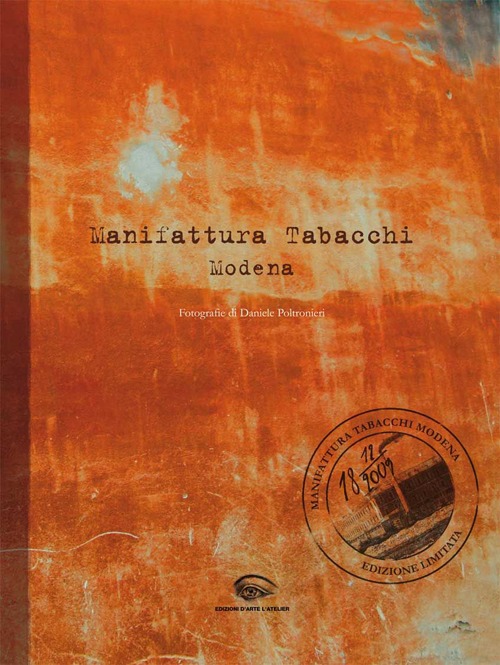 Manifattura Tabacchi
Modena
Fotografie di Daniele Poltronieri
MANIFATTURA TABACCHI MODENA
18 12 2009
EDIZIONE LIMITATA
EDIZIONI D'ARTE L'ATELIER